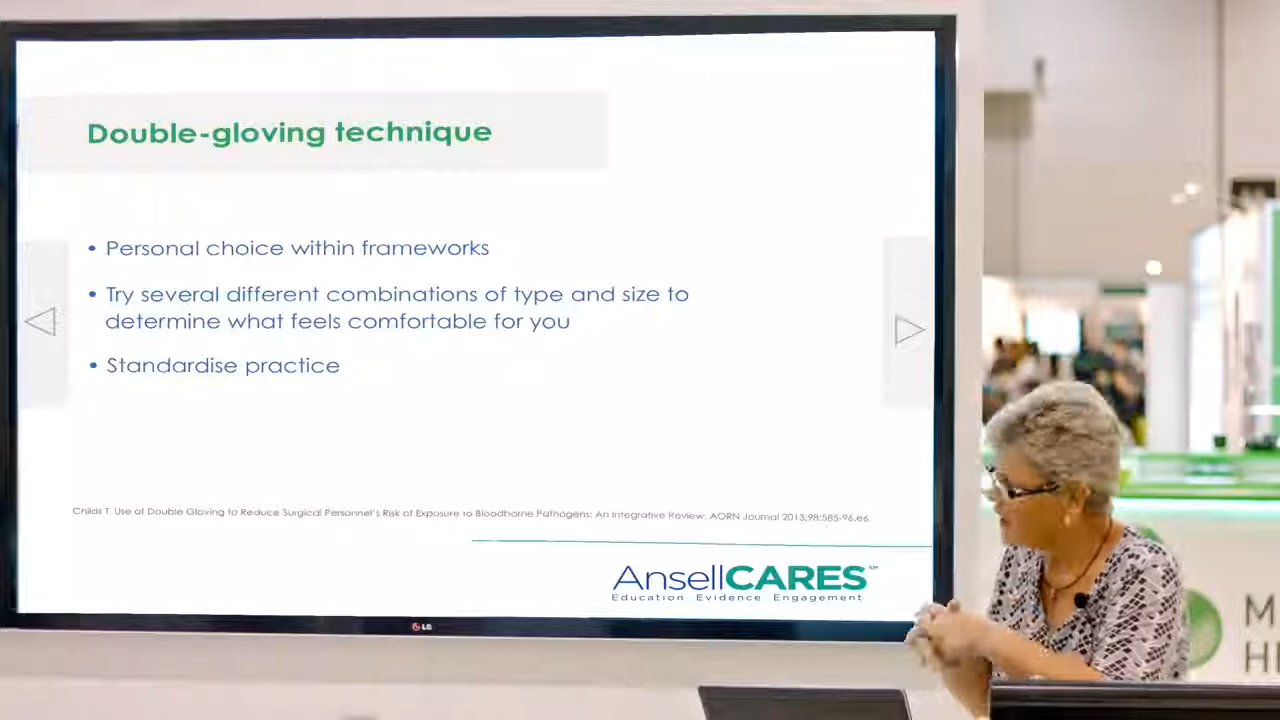 Double-gloving technique
• Personal choice within frameworks
• Try several different combinations of type and size to
determine what feels comfortable for you
• Standardise practice
Childs T. Use of Double Gloving to Reduce Surgical Personnel's Risk of Exposure to Bloodborne Pathogens: An Integrative Review. AORN Journal 2013;98:585-96.e6.
AnsellCARES
Education Evidence Engagement
LG
M